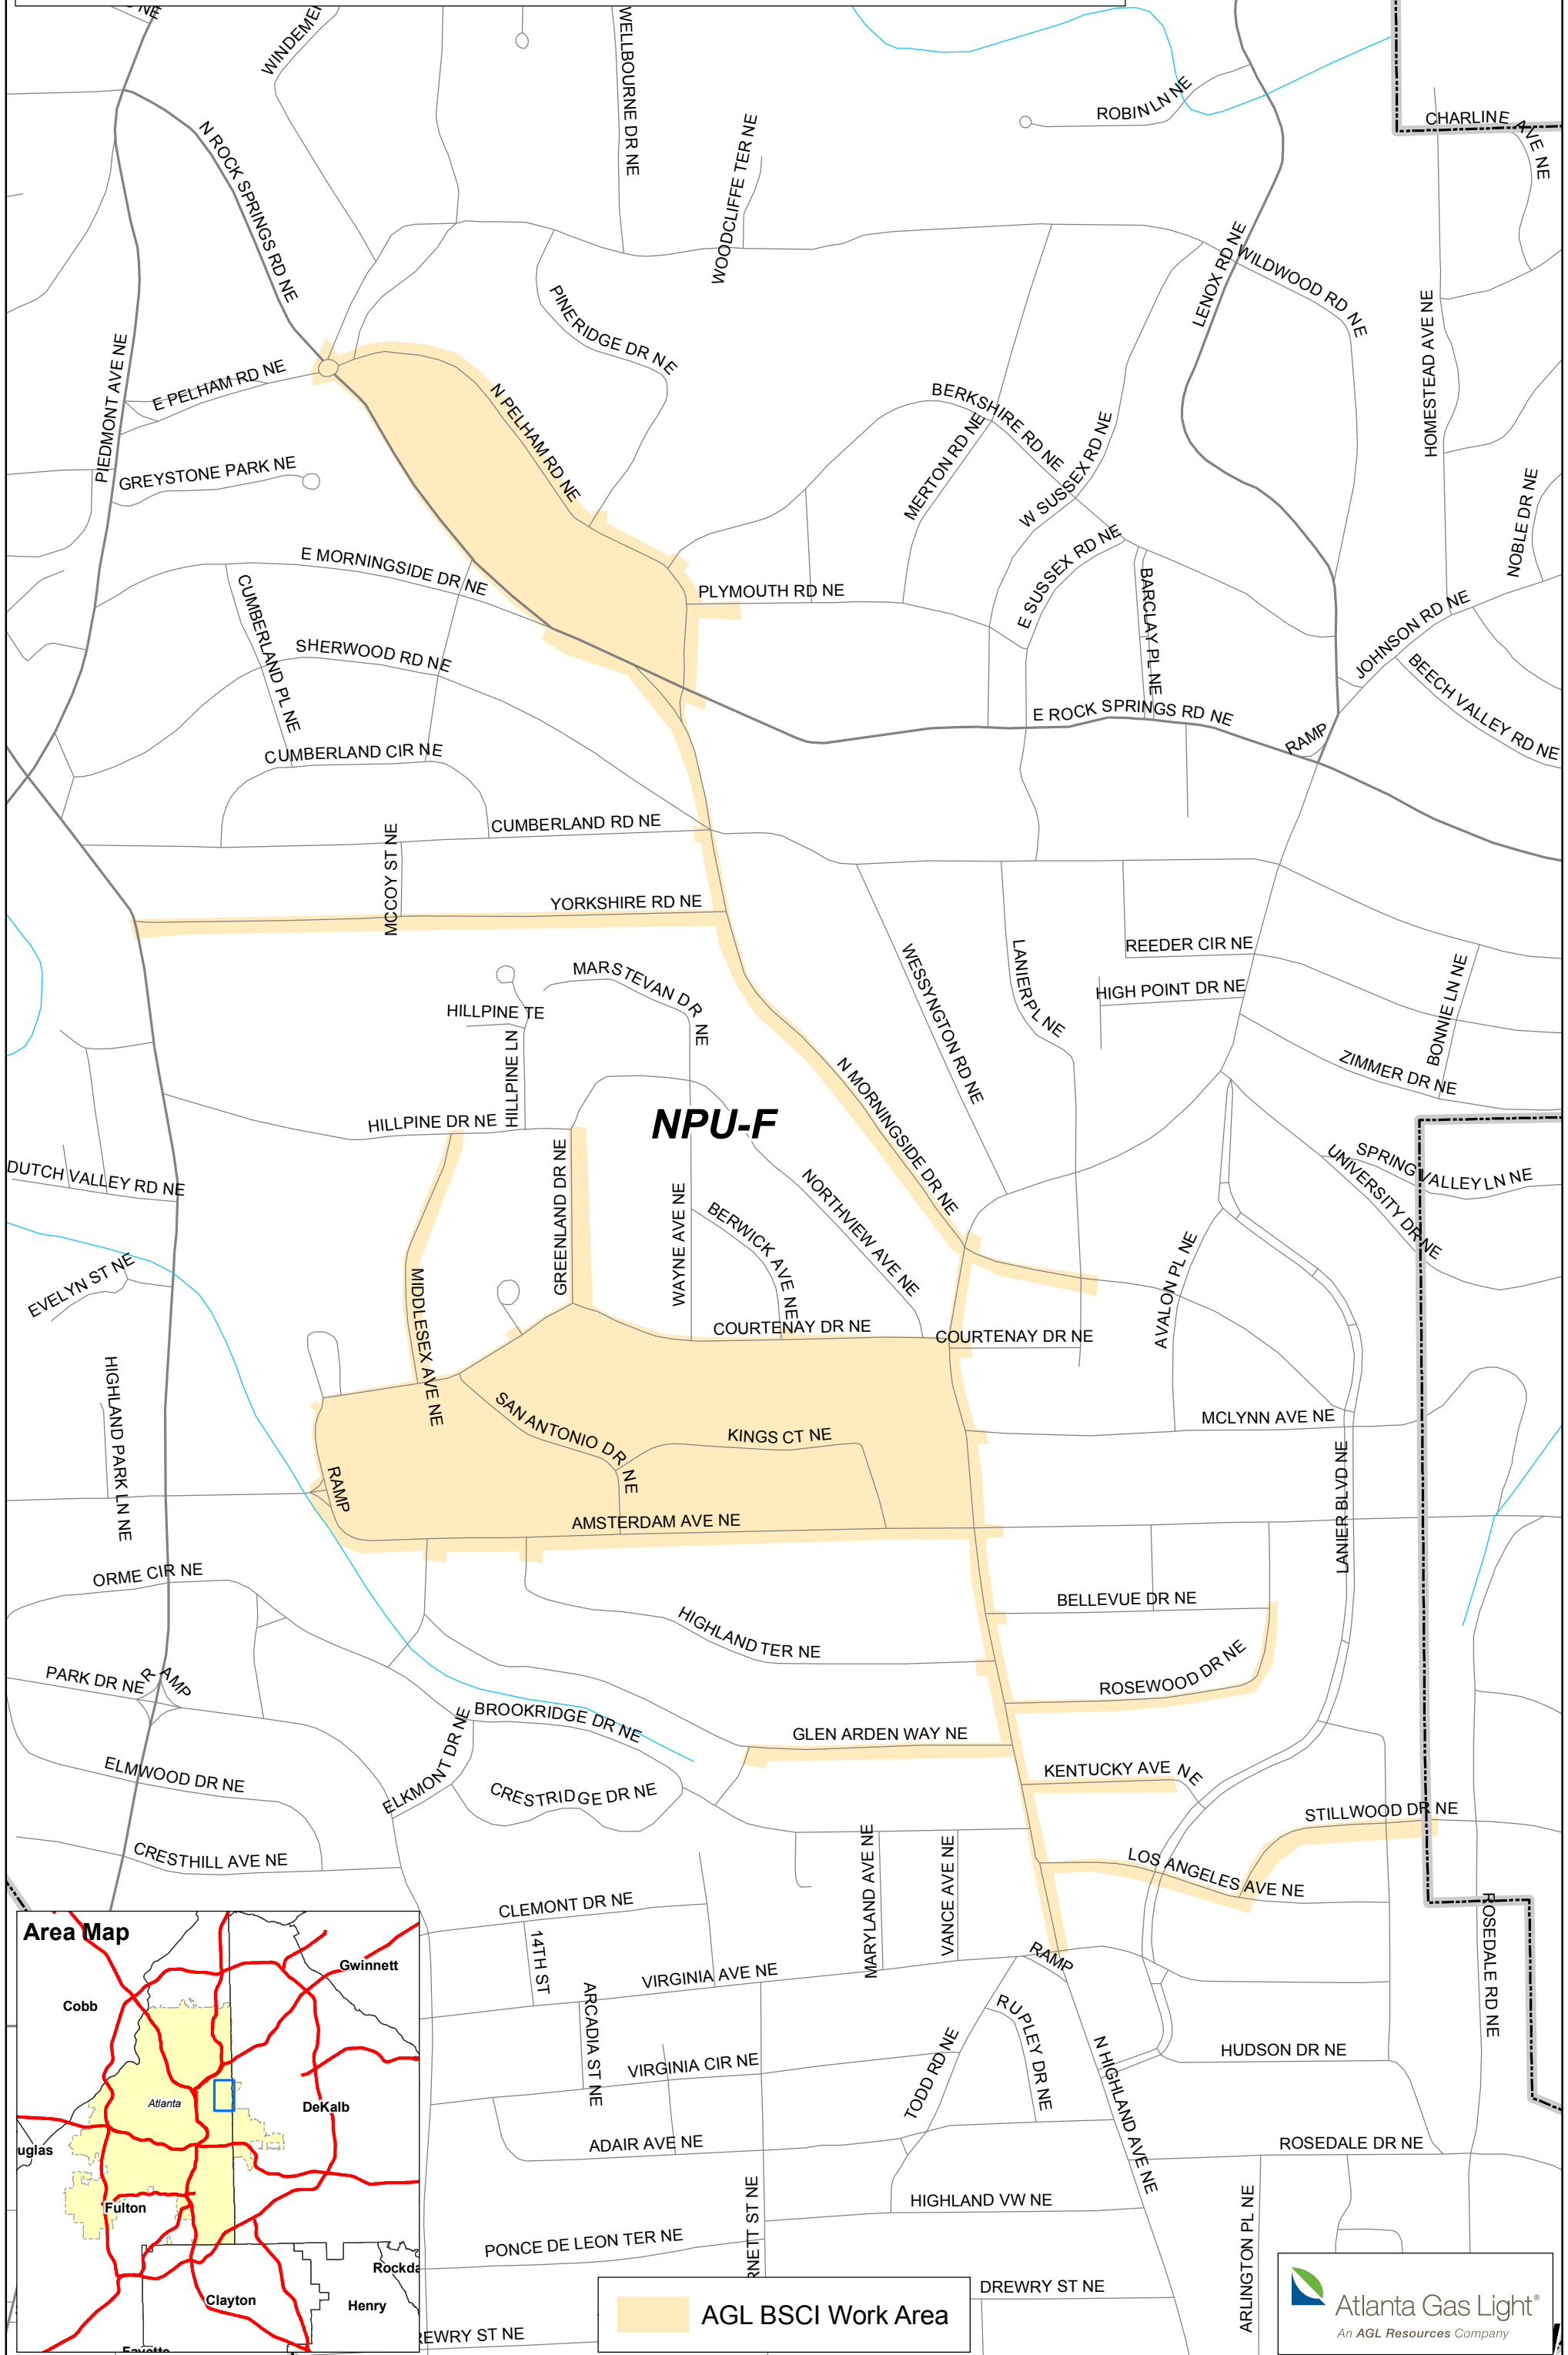 NE
WINDEME
WELLBOURNE DR NE
ROBIN LN NE
CHARLINE AVE NE
N ROCK SPRINGS RD NE
WOODCLIFFE TER NE
LENOX RD NE
WILDWOOD RD NE
PINERIDGE DR NE
HOMESTEAD AVE NE
PIEDMONT AVE NE
E PELHAM RD NE
N PELHAM RD NE
BERKSHIRE RD NE
MERTON RD NE
W SUSSEX RD NE
GREYSTONE PARK NE
NOBLE DR NE
E MORNINGSIDE DR NE
E SUSSEX RD NE
PLYMOUTH RD NE
BARCLAY PL NE
CUMBERLAND PL NE
JOHNSON RD NE
SHERWOOD RD NE
BEECH VALLEY RD NE
E ROCK SPRINGS RD NE
RAMP
CUMBERLAND CIR NE
MCCOY ST NE
CUMBERLAND RD NE
YORKSHIRE RD NE
WESSYNGTON RD NE
LANIER PL NE
REEDER CIR NE
HIGH POINT DR NE
BONNIE LN NE
MARSTEVAN DR NE
HILLPINE TE
HILLPINE LN
ZIMMER DR NE
N MORNINGSIDE DR NE
HILLPINE DR NE
NPU-F
GREENLAND DR NE
DUTCH VALLEY RD NE
SPRING VALLEY LN NE
UNIVERSITY DR NE
WAYNE AVE NE
BERWICK AVE NE
NORTHVIEW AVE NE
EVELYN ST NE
MIDDLESEX AVE NE
AVALON PL NE
COURTENAY DR NE
COURTENAY DR NE
HIGHLAND PARK LN NE
SAN ANTONIO DR NE
KINGS CT NE
MCLYNN AVE NE
LANIER BLVD NE
RAMP
AMSTERDAM AVE NE
ORME CIR NE
BELLEVUE DR NE
HIGHLAND TER NE
ROSEWOOD DR NE
PARK DR NE
RAMP
BROOKRIDGE DR NE
GLEN ARDEN WAY NE
ELKMONT DR NE
KENTUCKY AVE NE
ELMWOOD DR NE
CRESTRIDGE DR NE
STILLWOOD DR NE
CRESTHILL AVE NE
LOS ANGELES AVE NE
MARYLAND AVE NE
VANCE AVE NE
ROSEDALE RD NE
CLEMONT DR NE
14TH ST
RAMP
VIRGINIA AVE NE
ARCADIA ST NE
RUPLEY DR NE
N HIGHLAND AVE NE
HUDSON DR NE
VIRGINIA CIR NE
TODD RD NE
ADAIR AVE NE
ROSEDALE DR NE
HIGHLAND VW NE
ARLINGTON PL NE
RNETT ST NE
PONCE DE LEON TER NE
DREWRY ST NE
REWRY ST NE
Area Map
Gwinnett
Cobb
Atlanta
DeKalb
uglas
Fulton
Rockda
Clayton
Henry
Fayette
AGL BSCI Work Area
Atlanta Gas Light®
An AGL Resources Company